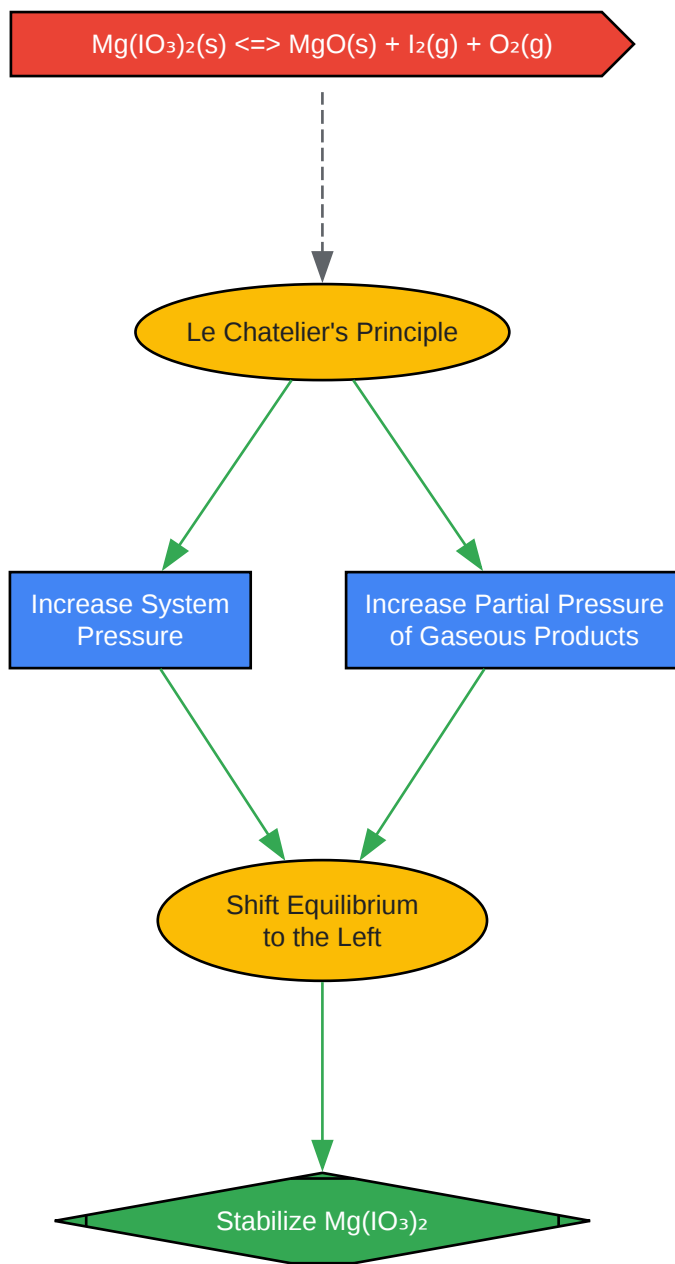 Mg(IO₃)₂(s) <=> MgO(s) + I₂(g) + O₂(g)
Le Chatelier's Principle
Increase System
Pressure
Increase Partial Pressure
of Gaseous Products
Shift Equilibrium
to the Left
Stabilize Mg(IO₃)₂